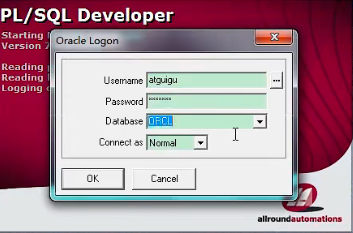 PL/SQL Developer
Starting
Version 7
Reading
Reading
Logging
Oracle Logon
Username atguigu ...
Password ********
Database ORCL
Connect as Normal
OK Cancel
allroundautomations